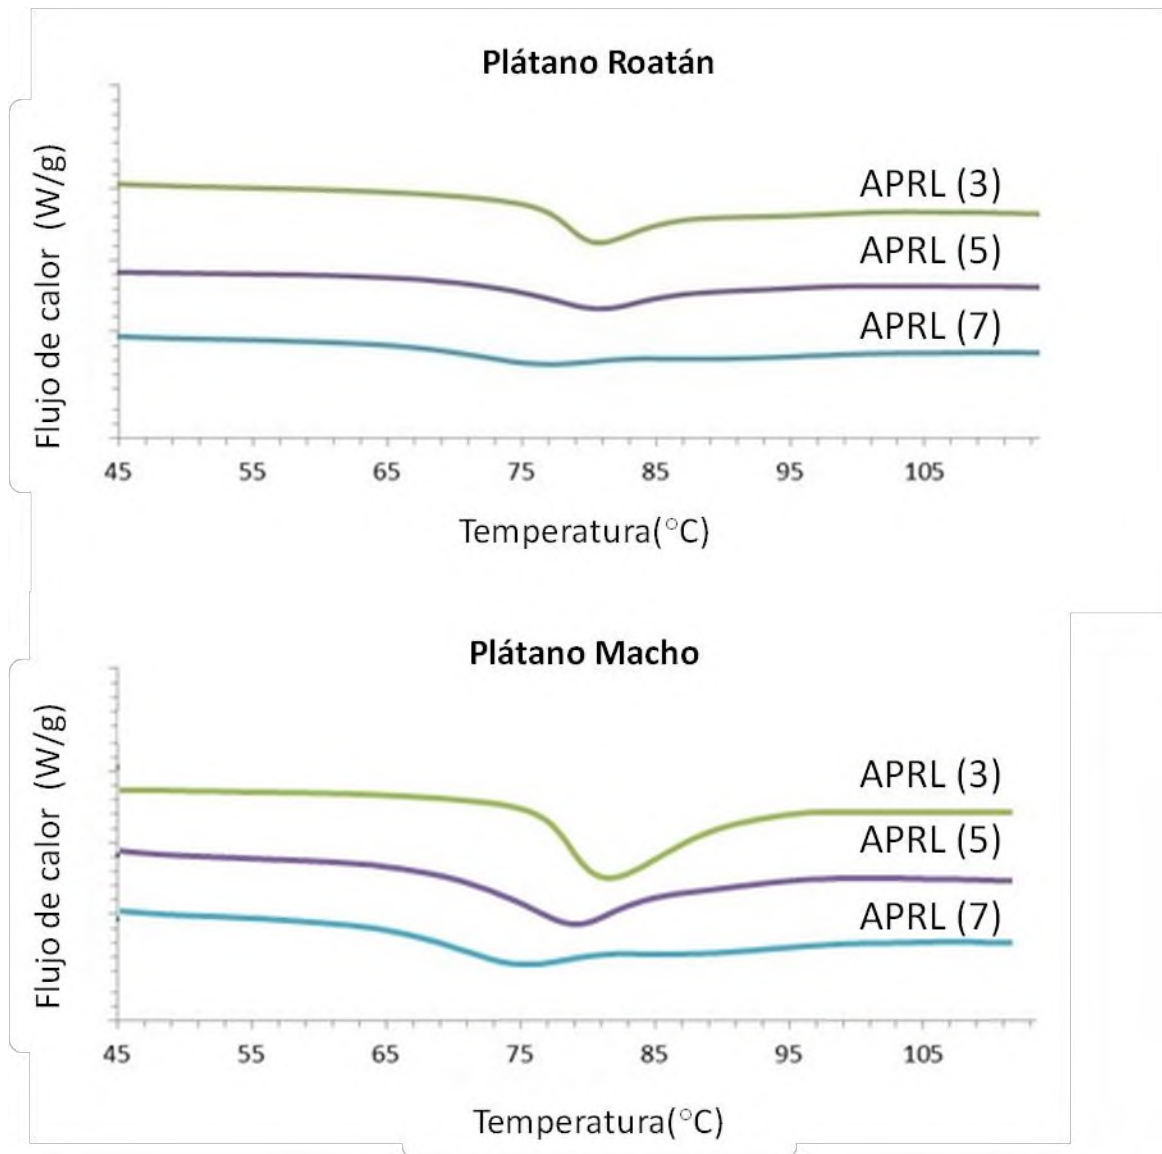 Plátano Roatán
Flujo de calor (W/g)
APRL (3)
APRL (5)
APRL (7)
45 55 65 75 85 95 105
Temperatura(°C)
Plátano Macho
Flujo de calor (W/g)
APRL (3)
APRL (5)
APRL (7)
45 55 65 75 85 95 105
Temperatura(°C)